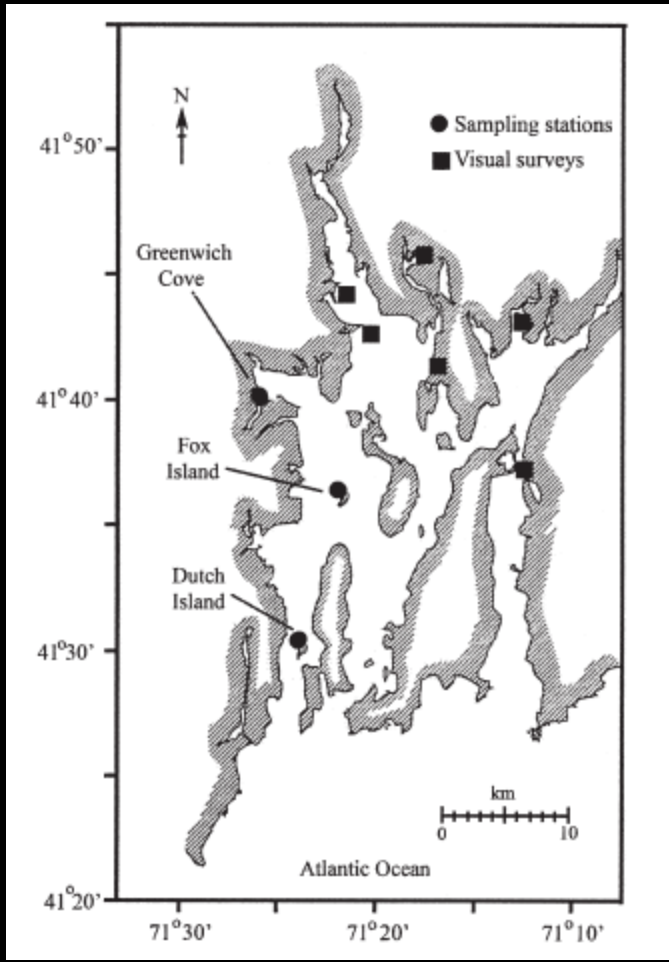 N
Sampling stations
Visual surveys
41°50'
Greenwich
Cove
41°40'
Fox
Island
Dutch
Island
41°30'
km
0 10
Atlantic Ocean
41°20'
71°30' 71°20' 71°10'